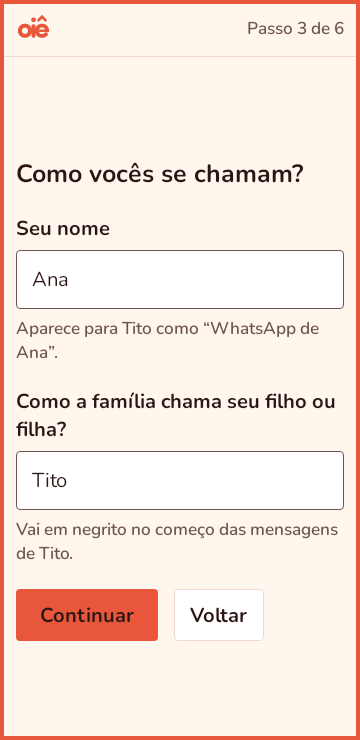 oiê
Passo 3 de 6
Como vocês se chamam?
Seu nome
Ana
Aparece para Tito como “WhatsApp de
Ana”.
Como a família chama seu filho ou
filha?
Tito
Vai em negrito no começo das mensagens
de Tito.
Continuar
Voltar